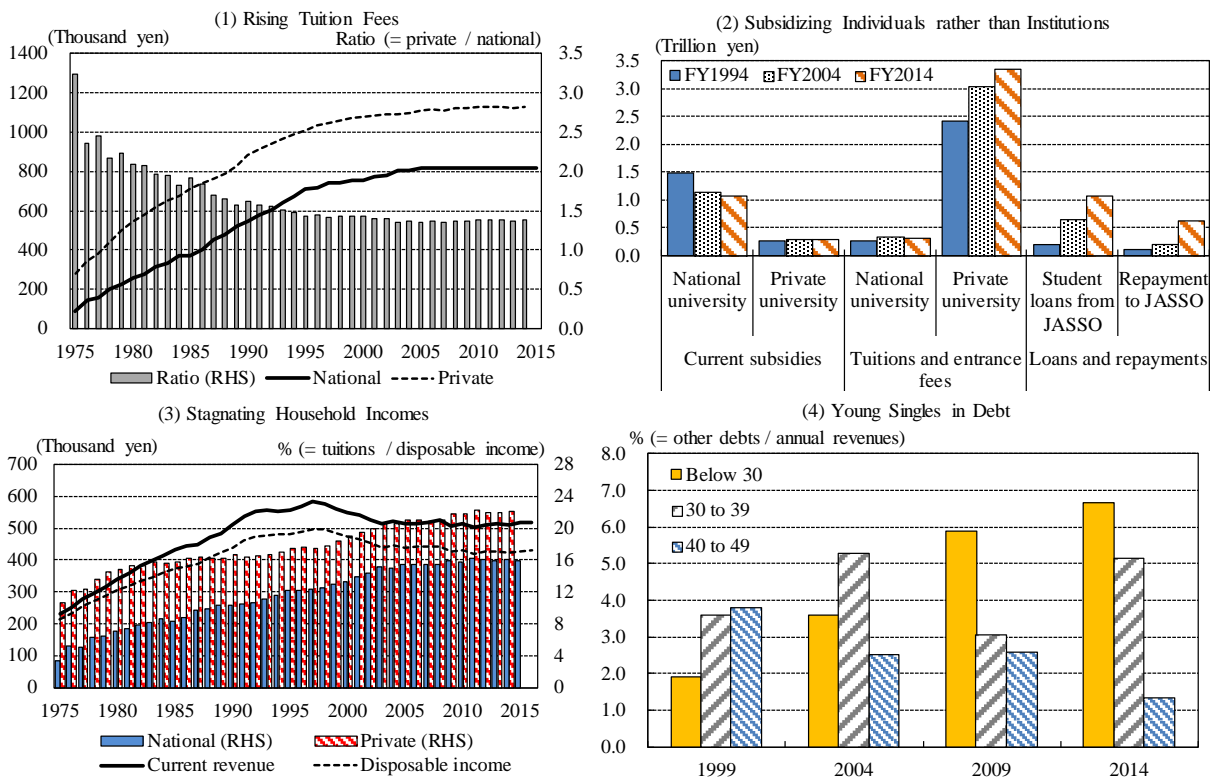 (1) Rising Tuition Fees
(Thousand yen)
Ratio (= private / national)
1400
1200
1000
800
600
400
200
0
3.5
3.0
2.5
2.0
1.5
1.0
0.5
0.0
1975 1980 1985 1990 1995 2000 2005 2010 2015
Ratio (RHS) National Private
(2) Subsidizing Individuals rather than Institutions
(Trillion yen)
3.5
3.0
2.5
2.0
1.5
1.0
0.5
0.0
FY1994 FY2004 FY2014
National university
Private university
National university
Private university
Student loans from JASSO
Repayment to JASSO
Current subsidies
Tuitions and entrance fees
Loans and repayments
(3) Stagnating Household Incomes
(Thousand yen)
% (= tuitions / disposable income)
700
600
500
400
300
200
100
0
28
24
20
16
12
8
4
0
1975 1980 1985 1990 1995 2000 2005 2010 2015
National (RHS) Private (RHS)
Current revenue Disposable income
(4) Young Singles in Debt
% (= other debts / annual revenues)
8.0
7.0
6.0
5.0
4.0
3.0
2.0
1.0
0.0
Below 30
30 to 39
40 to 49
1999 2004 2009 2014